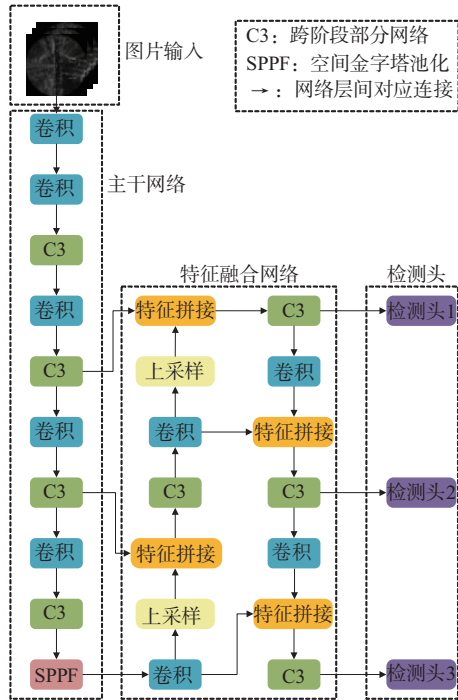 图片输入
C3：跨阶段部分网络
SPPF：空间金字塔池化
→：网络层间对应连接
主干网络
卷积
卷积
C3
卷积
C3
卷积
C3
卷积
C3
SPPF
特征融合网络
特征拼接
上采样
卷积
C3
特征拼接
上采样
卷积
C3
卷积
特征拼接
C3
卷积
特征拼接
C3
检测头
检测头1
检测头2
检测头3